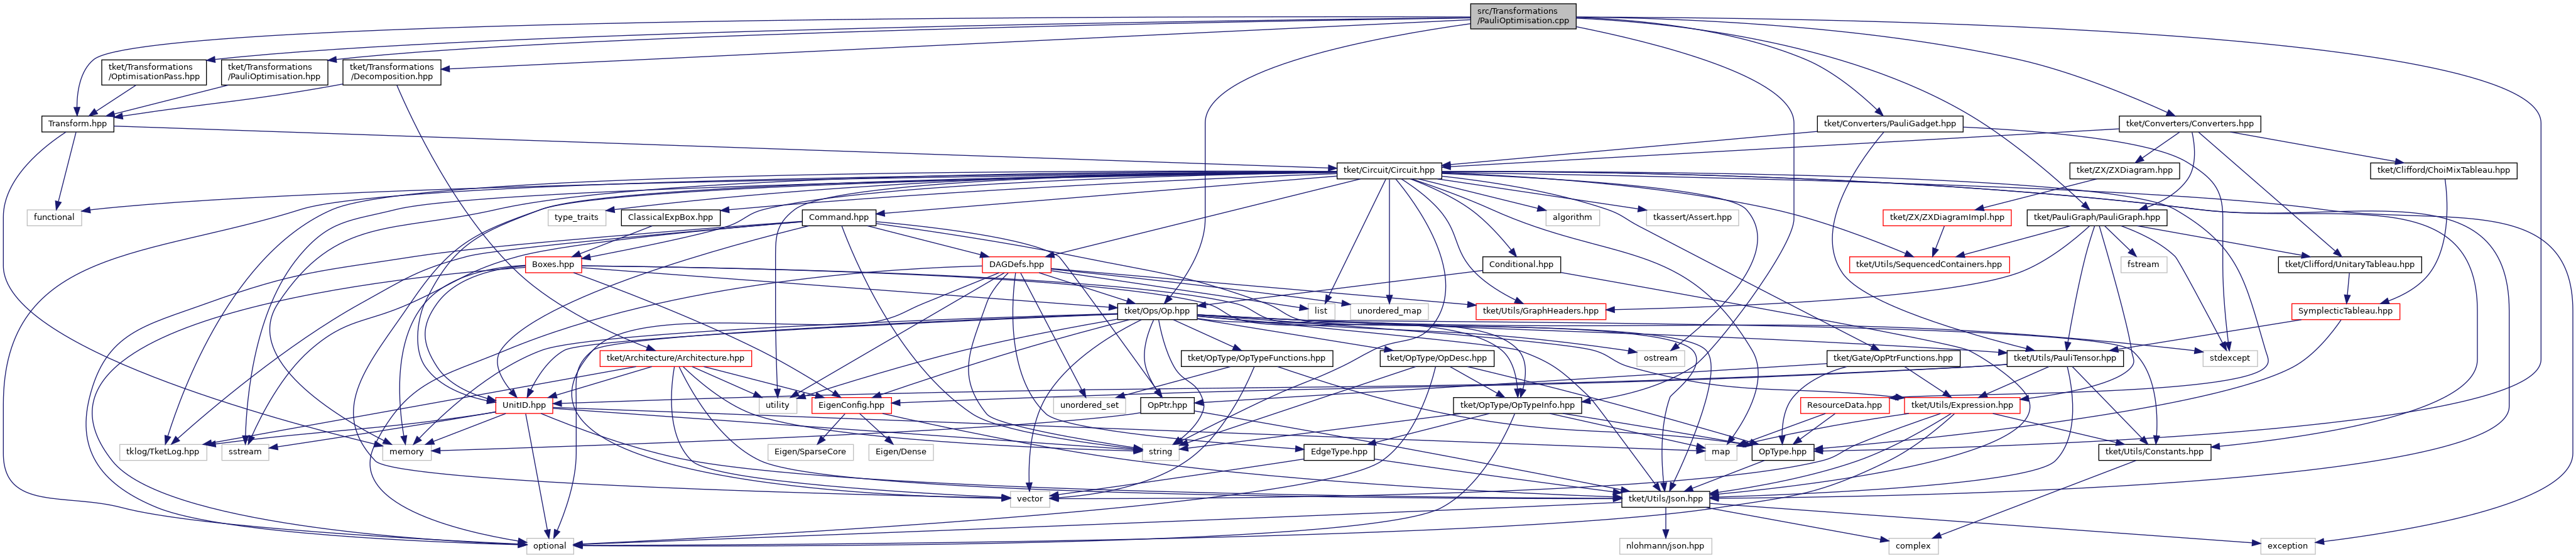 src/Transformations
/PauliOptimisation.cpp
tket/Transformations
/OptimisationPass.hpp
tket/Transformations
/PauliOptimisation.hpp
tket/Transformations
/Decomposition.hpp
Transform.hpp
tket/Converters/PauliGadget.hpp
tket/Converters/Converters.hpp
tket/Circuit/Circuit.hpp
tket/ZX/ZXDiagram.hpp
tket/Clifford/ChoiMixTableau.hpp
functional
type_traits
ClassicalExpBox.hpp
Command.hpp
algorithm
tkassert/Assert.hpp
tket/ZX/ZXDiagramImpl.hpp
tket/PauliGraph/PauliGraph.hpp
Boxes.hpp
DAGDefs.hpp
Conditional.hpp
tket/Utils/SequencedContainers.hpp
fstream
tket/Clifford/UnitaryTableau.hpp
tket/Ops/Op.hpp
list
unordered_map
tket/Utils/GraphHeaders.hpp
SymplecticTableau.hpp
tket/Architecture/Architecture.hpp
tket/OpType/OpTypeFunctions.hpp
tket/OpType/OpDesc.hpp
ostream
tket/Gate/OpPtrFunctions.hpp
tket/Utils/PauliTensor.hpp
stdexcept
UnitID.hpp
utility
EigenConfig.hpp
unordered_set
OpPtr.hpp
tket/OpType/OpTypeInfo.hpp
ResourceData.hpp
tket/Utils/Expression.hpp
tklog/TketLog.hpp
sstream
memory
Eigen/SparseCore
Eigen/Dense
string
EdgeType.hpp
map
OpType.hpp
tket/Utils/Constants.hpp
vector
tket/Utils/Json.hpp
optional
nlohmann/json.hpp
complex
exception